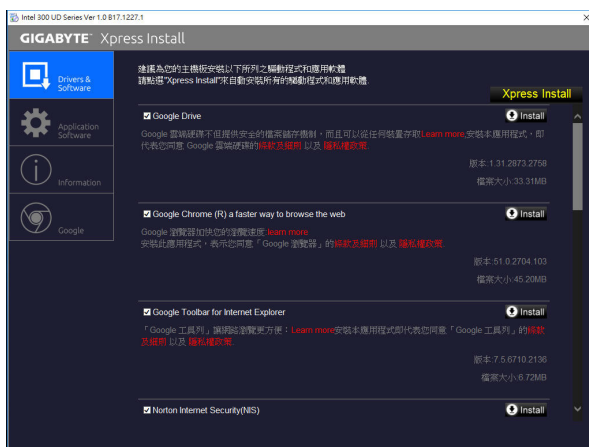 Intel 300 UD Series Ver 1.0 B17.1227.1
GIGABYTE™ Xpress Install
Drivers &
Software
Application
Software
Information
Google
建議為您的主機板安裝以下所列之驅動程式和應用軟體
請點選"Xpress Install"來自動安裝所有的驅動程式和應用軟體.
Xpress Install
Google Drive
Install
Google 雲端硬碟不但提供安全的檔案儲存機制，而且可以從任何裝置存取Learn more.安裝本應用程式，即
代表您同意 Google 雲端硬碟的條款及細則 以及 隱私權政策.
版本:1.31.2873.2758
檔案大小:33.31MB
Google Chrome (R) a faster way to browse the web
Install
Google 瀏覽器加快您的瀏覽速度 learn more
安裝此應用程式，表示您同意「Google 瀏覽器」的條款及細則 以及 隱私權政策.
版本:51.0.2704.103
檔案大小:45.20MB
Google Toolbar for Internet Explorer
Install
「Google 工具列」讓網路瀏覽更方便：Learn more安裝本應用程式即代表您同意「Google 工具列」的條款
及細則 以及 隱私權政策.
版本:7.5.6710.2136
檔案大小:6.72MB
Norton Internet Security(NIS)
Install